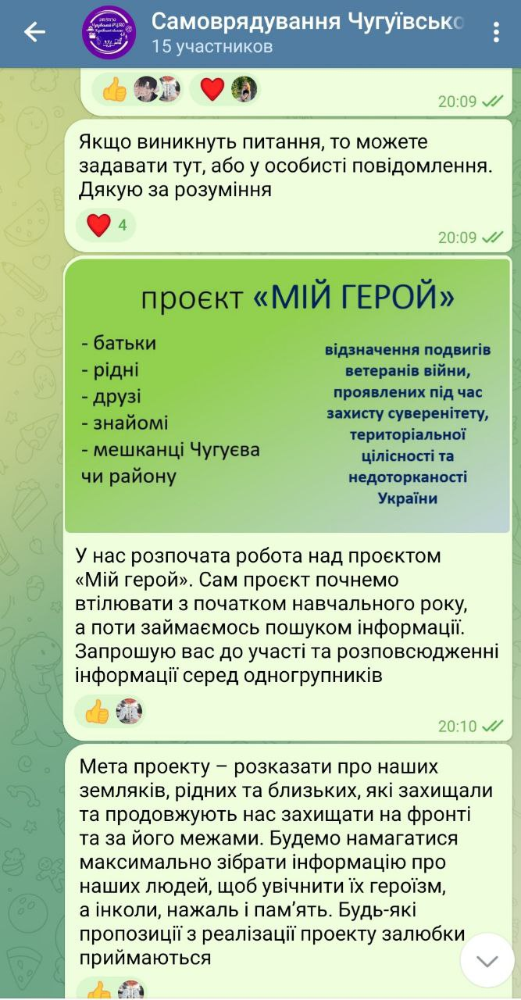 Самоврядування Чугуївсько
15 участников
20:09
Якщо виникнуть питання, то можете
задавати тут, або у особисті повідомлення.
Дякую за розуміння
4
20:09
проєкт «МІЙ ГЕРОЙ»
- батьки
- рідні
- друзі
- знайомі
- мешканці Чугуєва
чи району
відзначення подвигів
ветеранів війни,
проявлених під час
захисту суверенітету,
територіальної
цілісності та
недоторканості
України
У нас розпочата робота над проєктом
«Мій герой». Сам проєкт почнемо
втілювати з початком навчального року,
а поти займаємось пошуком інформації.
Запрошую вас до участі та розповсюдженні
інформації серед одногрупників
20:10
Мета проекту – розказати про наших
земляків, рідних та близьких, які захищали
та продовжують нас захищати на фронті
та за його межами. Будемо намагатися
максимально зібрати інформацію про
наших людей, щоб увічнити їх героїзм,
а інколи, нажаль і пам’ять. Будь-які
пропозиції з реалізації проекту залюбки
приймаються